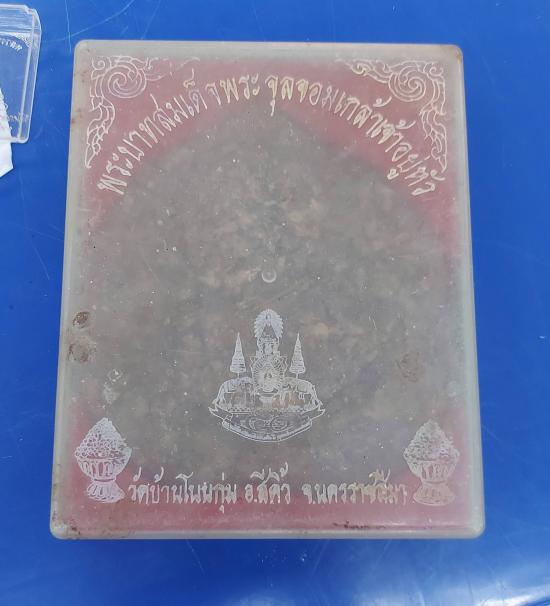 พระบาทสมเด็จพระจุลจอมเกล้าเจ้าอยู่หัว
วัดบ้านโนนกุ่ม อ.สีคิ้ว จ.นครราชสีมา